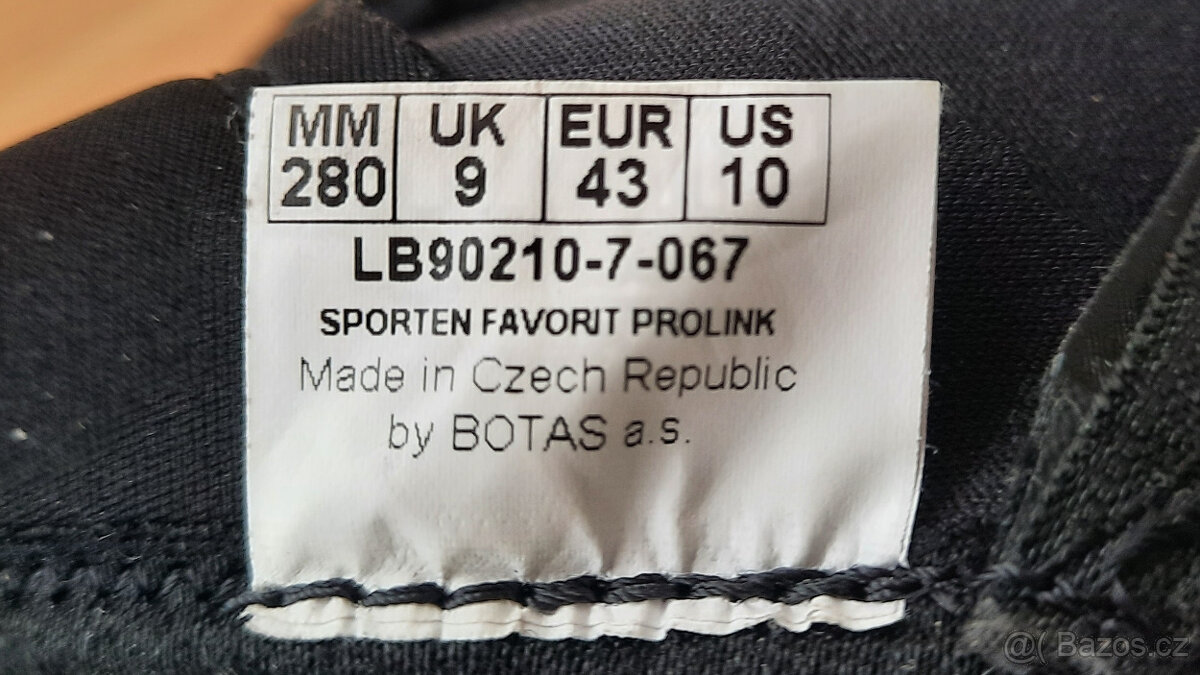 MM UK EUR US
280 9 43 10
LB90210-7-067
SPORTEN FAVORIT PROLINK
Made in Czech Republic
by BOTAS a.s.
@( Bazos.cz